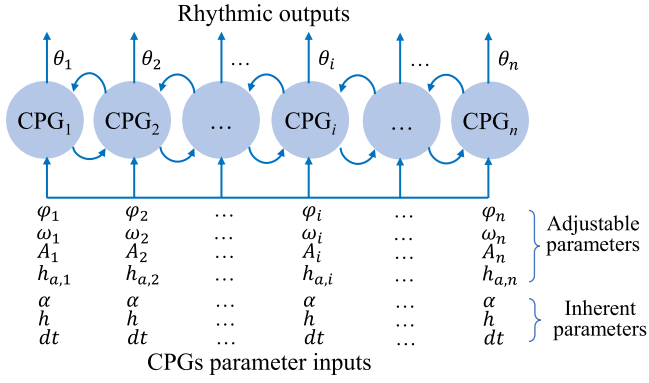 Rhythmic outputs
θ₁ θ₂ … θᵢ … θₙ
CPG₁ CPG₂ … CPGᵢ … CPGₙ
φ₁ φ₂ … φᵢ … φₙ
ω₁ ω₂ … ωᵢ … ωₙ
A₁ A₂ … Aᵢ … Aₙ
hₐ,₁ hₐ,₂ … hₐ,ᵢ … hₐ,ₙ
Adjustable
parameters
α α … α … α
h h … h … h
dt dt … dt … dt
Inherent
parameters
CPGs parameter inputs